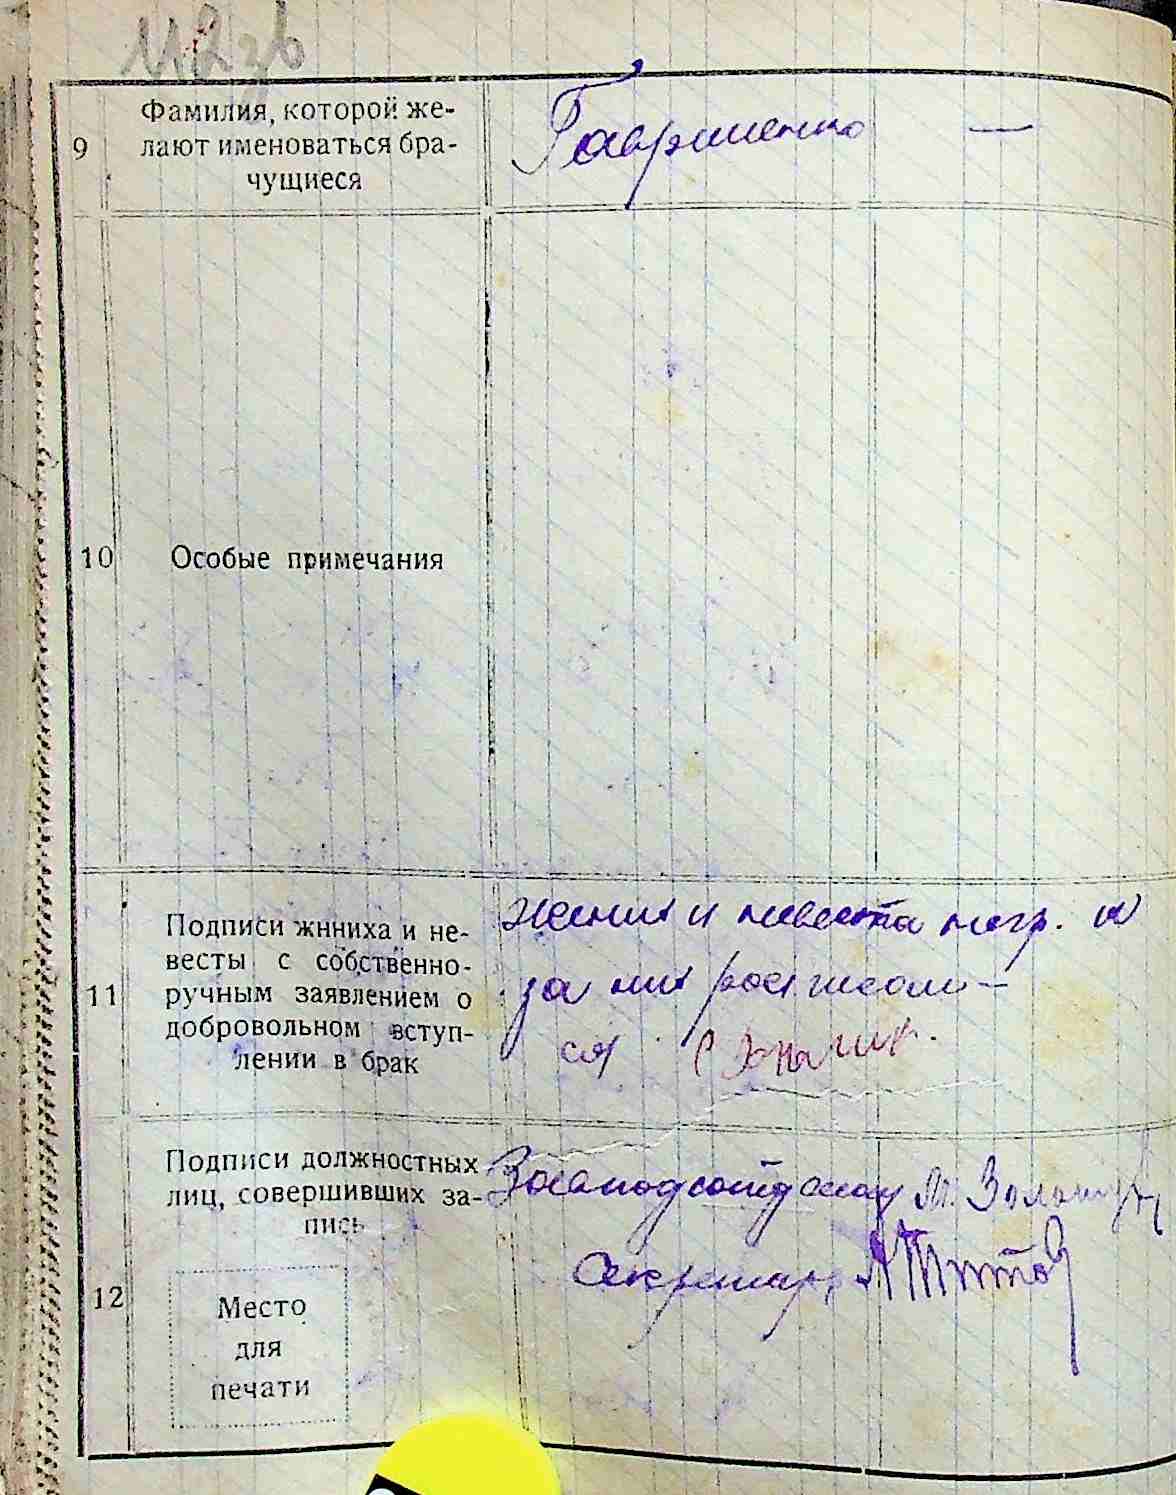 9
Фамилия, которой же-
лают именоваться бра-
чущиеся
Гавришенко —
10
Особые примечания
11
Подписи жнниха и не-
весты с собственно-
ручным заявлением о
добровольном вступ-
лении в брак
Жених и невеста негр. а
за них росписал-
ся
12
Подписи должностных
лиц, совершивших за-
пись
М.
Секретарь
Место
для
печати